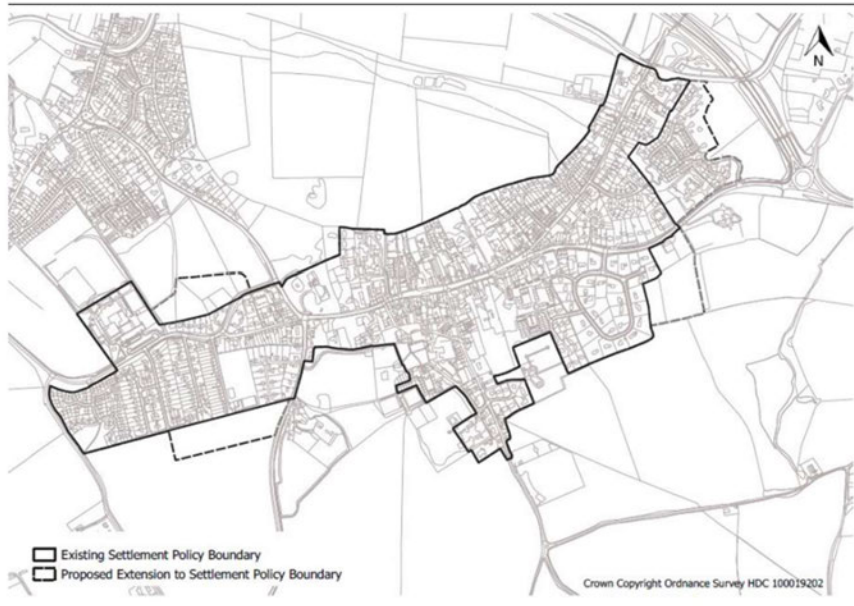 N
Existing Settlement Policy Boundary
Proposed Extension to Settlement Policy Boundary
Crown Copyright Ordnance Survey HDC 100019202